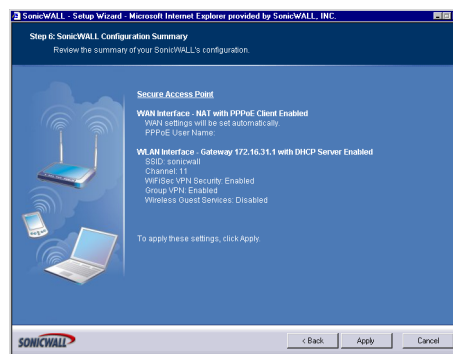 SonicWALL - Setup Wizard - Microsoft Internet Explorer provided by SonicWALL, INC.
Step 6: SonicWALL Configuration Summary
Review the summary of your SonicWALL's configuration.
Secure Access Point
WAN Interface - NAT with PPPoE Client Enabled
WAN settings will be set automatically.
PPPoE User Name:
WLAN Interface - Gateway 172.16.31.1 with DHCP Server Enabled
SSID: sonicwall
Channel: 11
WiFiSec VPN Security: Enabled
Group VPN: Enabled
Wireless Guest Services: Disabled
To apply these settings, click Apply.
SONICWALL
< Back
Apply
Cancel